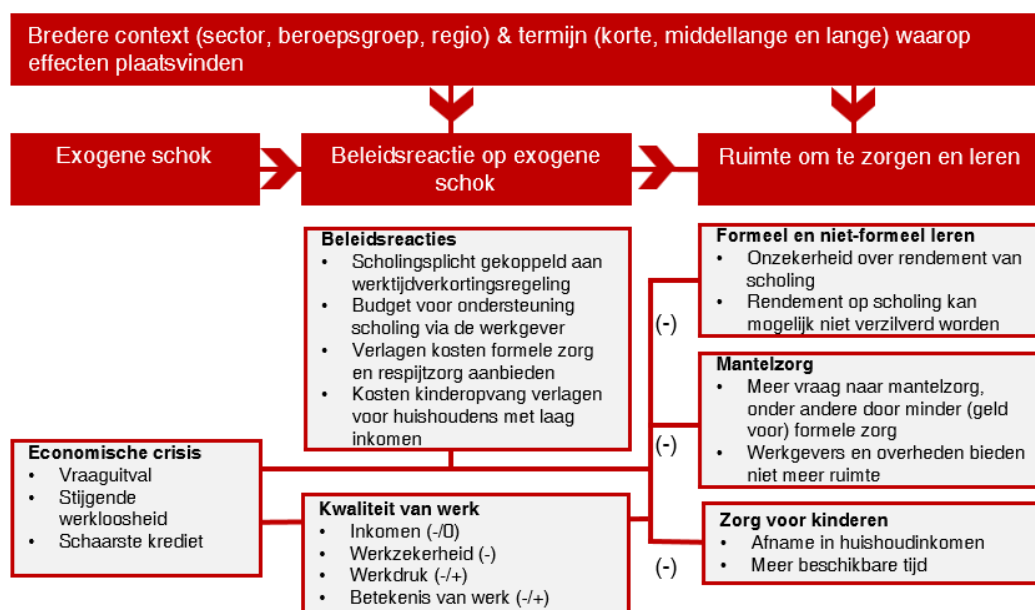 Bredere context (sector, beroepsgroep, regio) & termijn (korte, middellange en lange) waarop
effecten plaatsvinden
Exogene schok
Beleidsreactie op exogene
schok
Ruimte om te zorgen en leren
Beleidsreacties
• Scholingsplicht gekoppeld aan
werktijdverkortingsregeling
• Budget voor ondersteuning
scholing via de werkgever
• Verlagen kosten formele zorg
en respijtzorg aanbieden
• Kosten kinderopvang verlagen
voor huishoudens met laag
inkomen
Economische crisis
• Vraaguitval
• Stijgende
werkloosheid
• Schaarste krediet
Kwaliteit van werk
• Inkomen (-/0)
• Werkzekerheid (-)
• Werkdruk (-/+)
• Betekenis van werk (-/+)
(-)
(-)
(-)
Formeel en niet-formeel leren
• Onzekerheid over rendement van
scholing
• Rendement op scholing kan
mogelijk niet verzilverd worden
Mantelzorg
• Meer vraag naar mantelzorg,
onder andere door minder (geld
voor) formele zorg
• Werkgevers en overheden bieden
niet meer ruimte
Zorg voor kinderen
• Afname in huishoudinkomen
• Meer beschikbare tijd